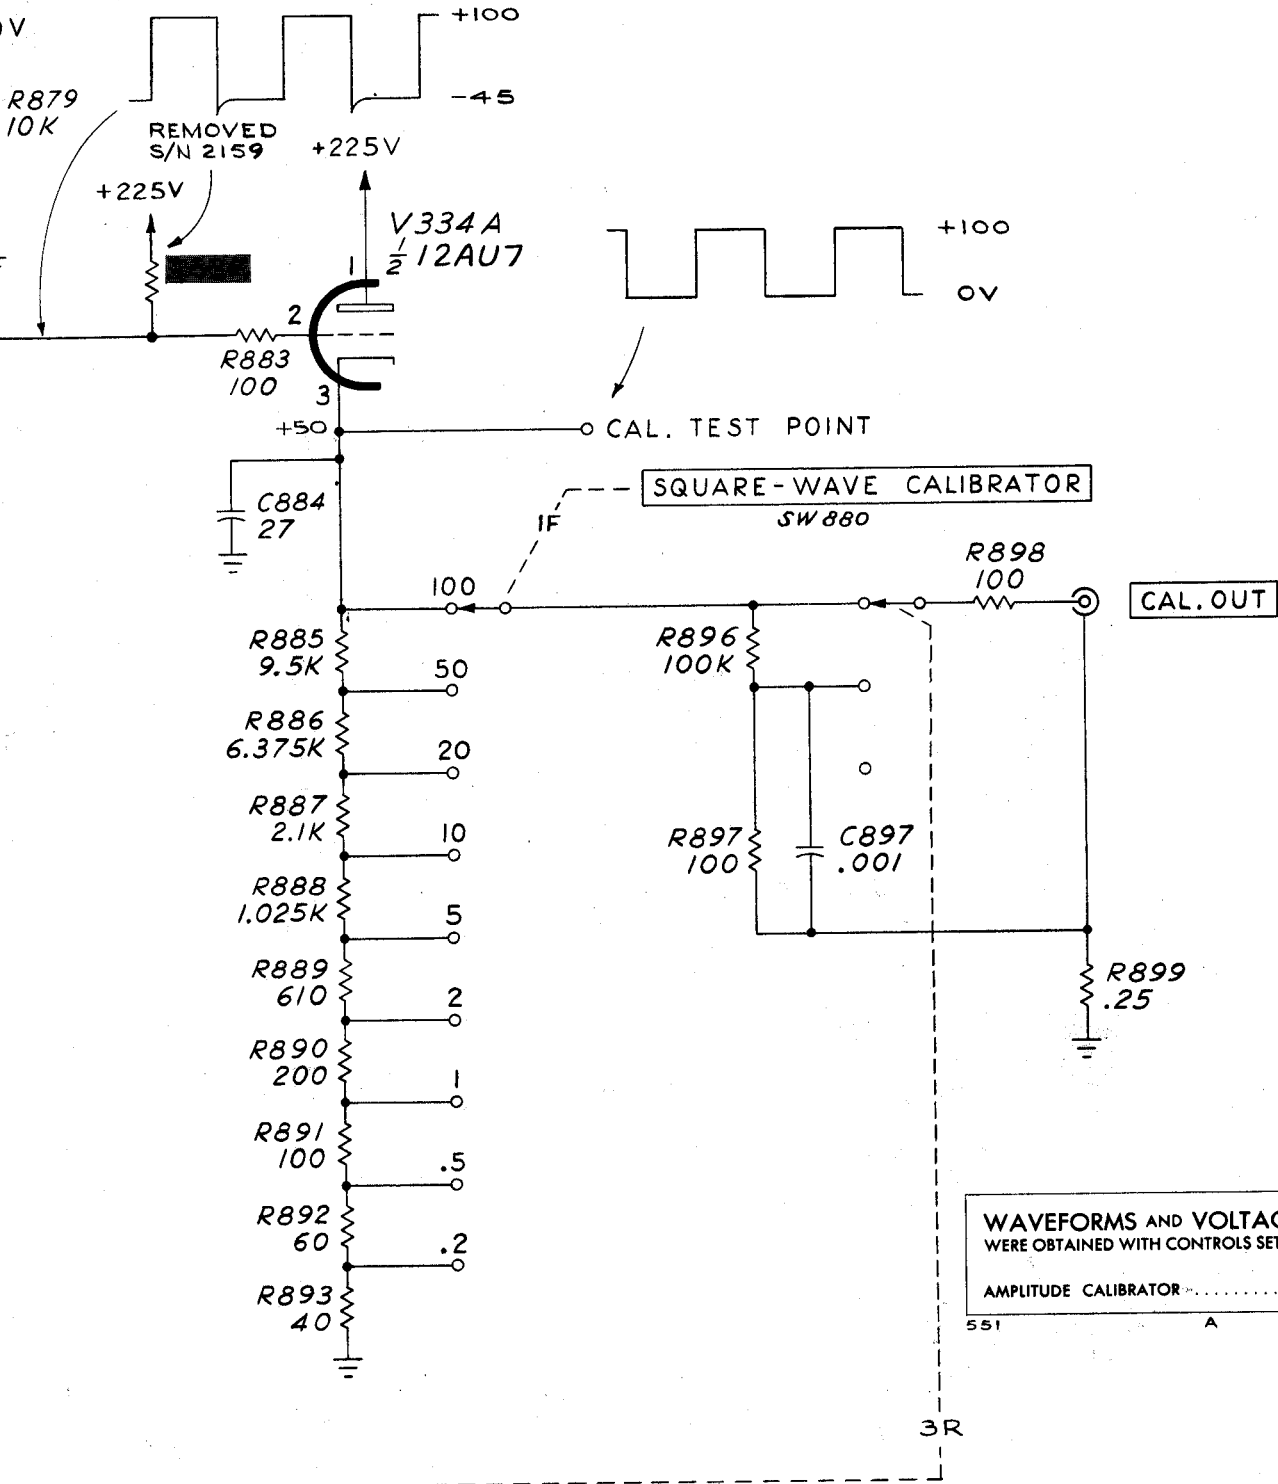 +100
R879
10K
-45
REMOVED
S/N 2159
+225V
+225V
V334A
1/2 12AU7
1
2
3
R883
100
+100
0V
+50
CAL. TEST POINT
C884
27
SQUARE-WAVE CALIBRATOR
SW880
1F
100
R898
100
CAL. OUT
R885
9.5K
50
R896
100K
R886
6.375K
20
R887
2.1K
10
R897
100
C897
.001
R888
1.025K
5
R889
610
2
R899
.25
R890
200
1
R891
100
.5
R892
60
.2
R893
40
WAVEFORMS AND VOLTAG
WERE OBTAINED WITH CONTROLS SET
AMPLITUDE CALIBRATOR .........
551
A
3R